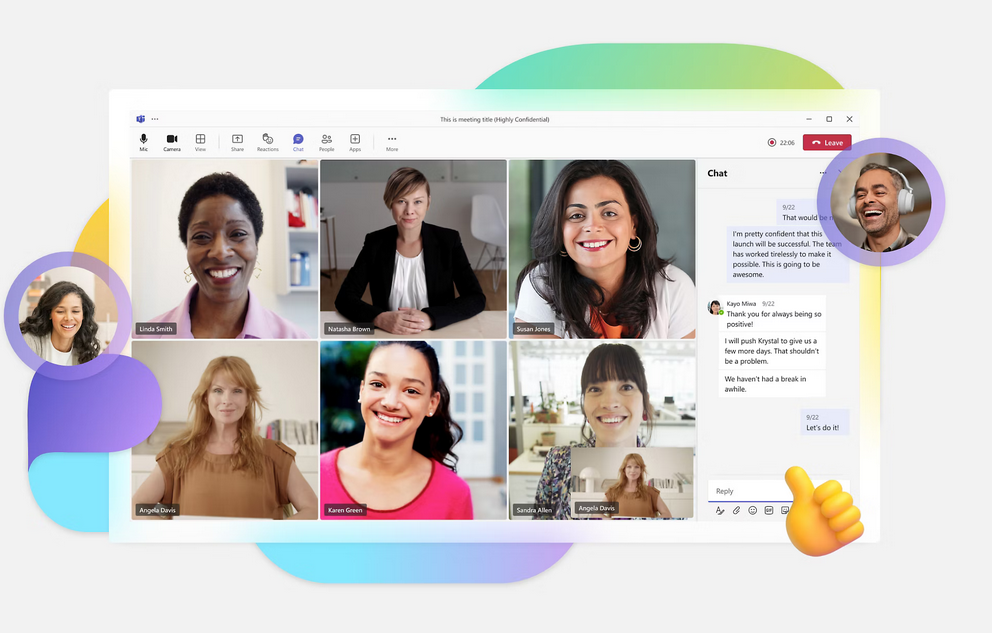 This is meeting title (Highly Confidential)
Mic
Camera
View
Share
Reactions
Chat
People
Apps
More
22:06
Leave
Linda Smith
Natasha Brown
Susan Jones
Angela Davis
Karen Green
Sandra Allen
Angela Davis
Chat
9/22
That would be
I'm pretty confident that this
launch will be successful. The team
has worked tirelessly to make it
possible. This is going to be
awesome.
Kayo Miwa 9/22
Thank you for always being so
positive!
I will push Krystal to give us a
few more days. That shouldn't
be a problem.
We haven't had a break in
awhile.
9/22
Let's do it!
Reply